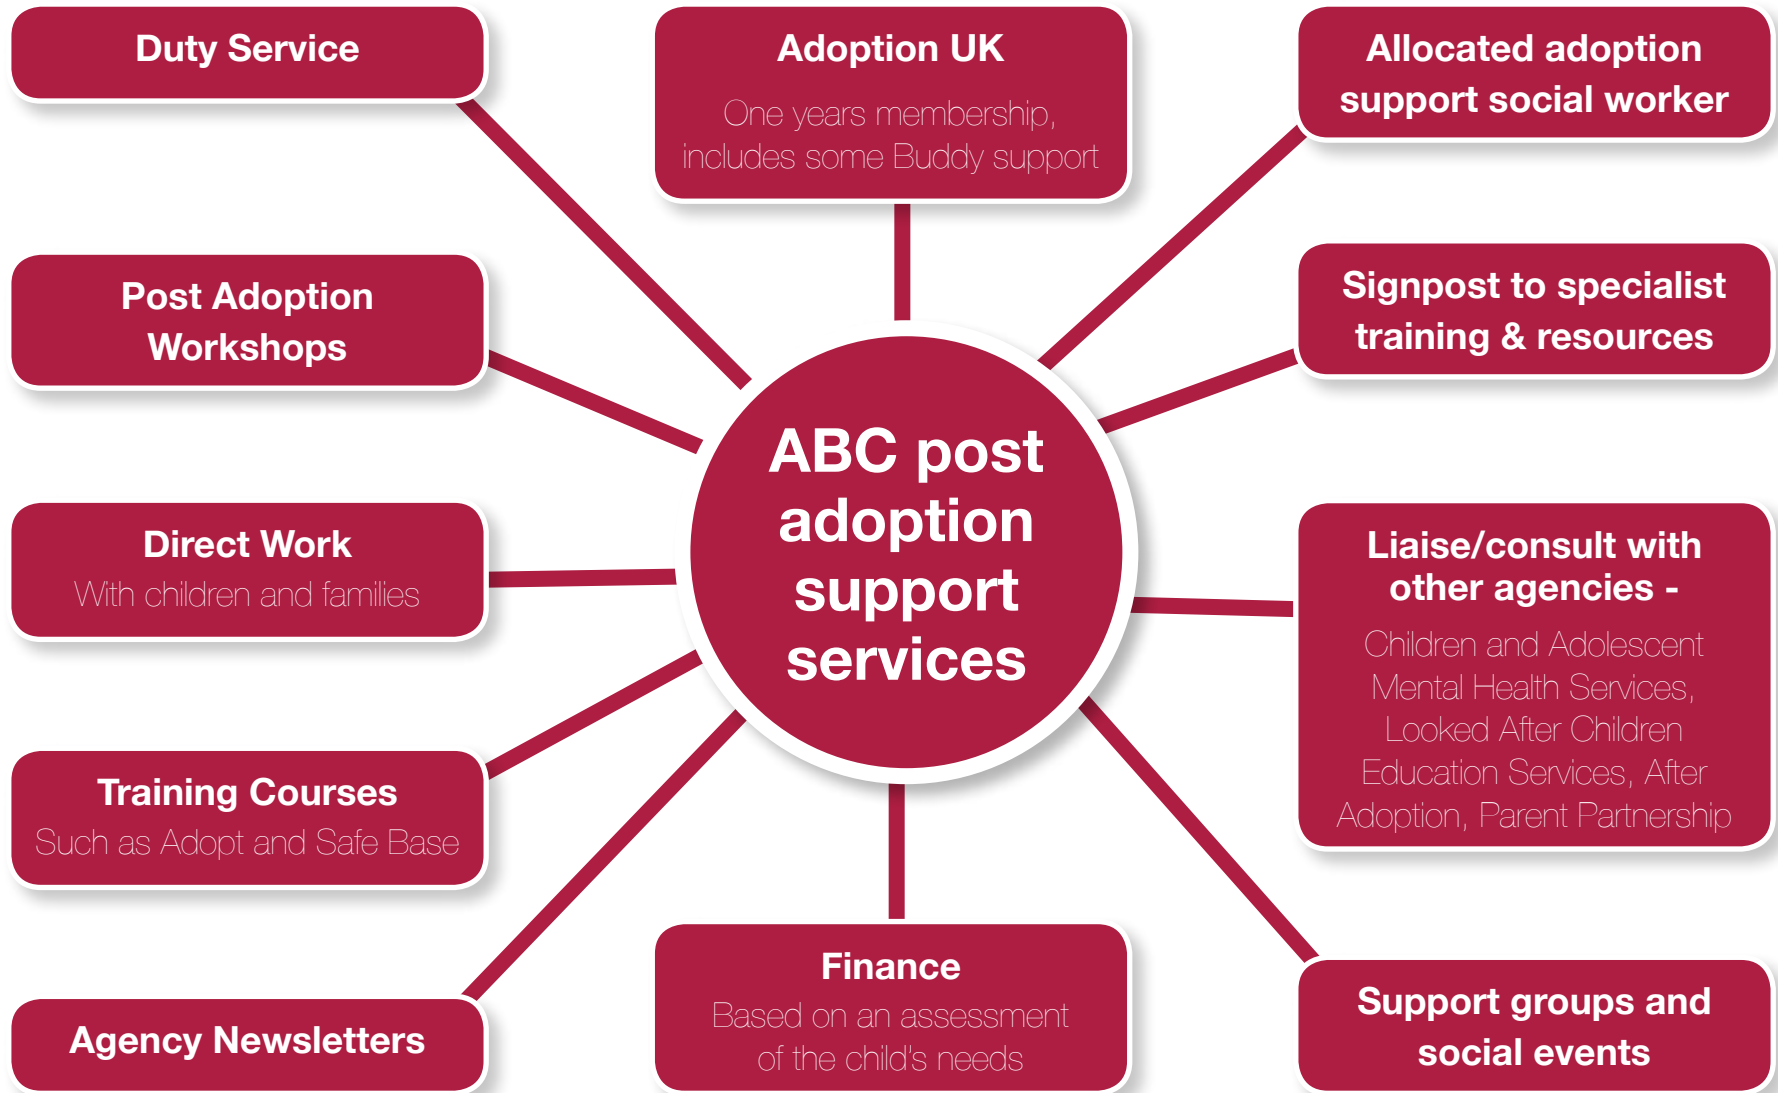 Duty Service
Adoption UK
One years membership,
includes some Buddy support
Allocated adoption
support social worker
Post Adoption
Workshops
Signpost to specialist
training & resources
ABC post
adoption
support
services
Direct Work
With children and families
Liaise/consult with
other agencies -
Children and Adolescent
Mental Health Services,
Looked After Children
Education Services, After
Adoption, Parent Partnership
Training Courses
Such as Adopt and Safe Base
Agency Newsletters
Finance
Based on an assessment
of the child's needs
Support groups and
social events